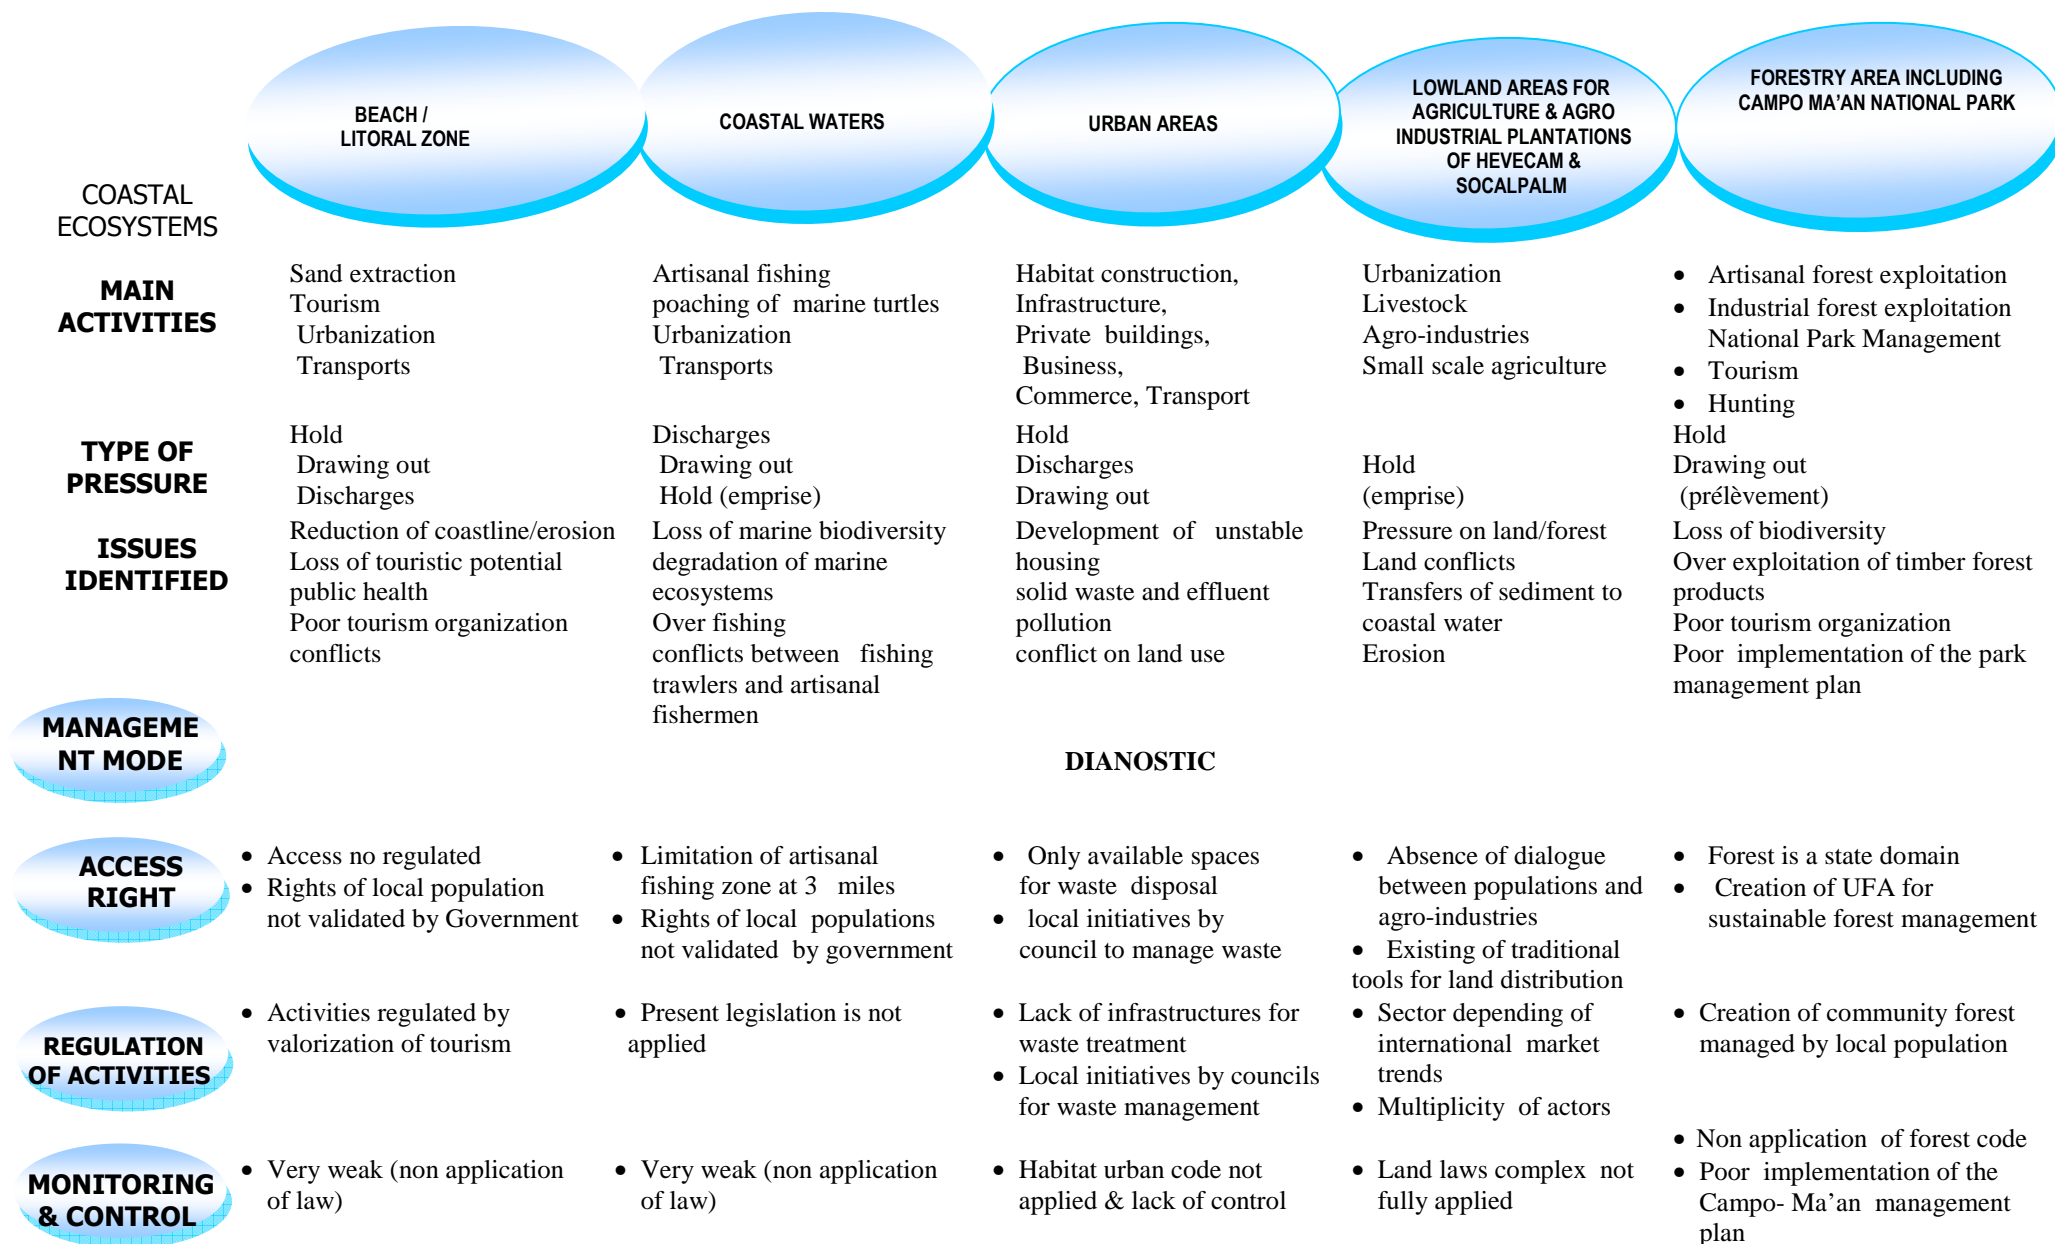 BEACH /
LITORAL ZONE
COASTAL WATERS
URBAN AREAS
LOWLAND AREAS FOR
AGRICULTURE & AGRO
INDUSTRIAL PLANTATIONS
OF HEVECAM &
SOCALPALM
FORESTRY AREA INCLUDING
CAMPO MA'AN NATIONAL PARK
COASTAL
ECOSYSTEMS
MAIN
ACTIVITIES
Sand extraction
Tourism
Urbanization
Transports
Artisanal fishing
poaching of marine turtles
Urbanization
Transports
Habitat construction,
Infrastructure,
Private buildings,
Business,
Commerce, Transport
Urbanization
Livestock
Agro-industries
Small scale agriculture
• Artisanal forest exploitation
• Industrial forest exploitation
National Park Management
• Tourism
• Hunting
TYPE OF
PRESSURE
Hold
Drawing out
Discharges
Discharges
Drawing out
Hold (emprise)
Hold
Discharges
Drawing out
Hold
(emprise)
Hold
Drawing out
(prélèvement)
ISSUES
IDENTIFIED
Reduction of coastline/erosion
Loss of touristic potential
public health
Poor tourism organization
conflicts
Loss of marine biodiversity
degradation of marine
ecosystems
Over fishing
conflicts between fishing
trawlers and artisanal
fishermen
Development of unstable
housing
solid waste and effluent
pollution
conflict on land use
Pressure on land/forest
Land conflicts
Transfers of sediment to
coastal water
Erosion
Loss of biodiversity
Over exploitation of timber forest
products
Poor tourism organization
Poor implementation of the park
management plan
MANAGEME
NT MODE
DIANOSTIC
ACCESS
RIGHT
• Access no regulated
• Rights of local population
not validated by Government
• Limitation of artisanal
fishing zone at 3 miles
• Rights of local populations
not validated by government
• Only available spaces
for waste disposal
• local initiatives by
council to manage waste
• Absence of dialogue
between populations and
agro-industries
• Existing of traditional
tools for land distribution
• Forest is a state domain
• Creation of UFA for
sustainable forest management
REGULATION
OF ACTIVITIES
• Activities regulated by
valorization of tourism
• Present legislation is not
applied
• Lack of infrastructures for
waste treatment
• Local initiatives by councils
for waste management
• Sector depending of
international market
trends
• Multiplicity of actors
• Creation of community forest
managed by local population
MONITORING
& CONTROL
• Very weak (non application
of law)
• Very weak (non application
of law)
• Habitat urban code not
applied & lack of control
• Land laws complex not
fully applied
• Non application of forest code
• Poor implementation of the
Campo- Ma'an management
plan